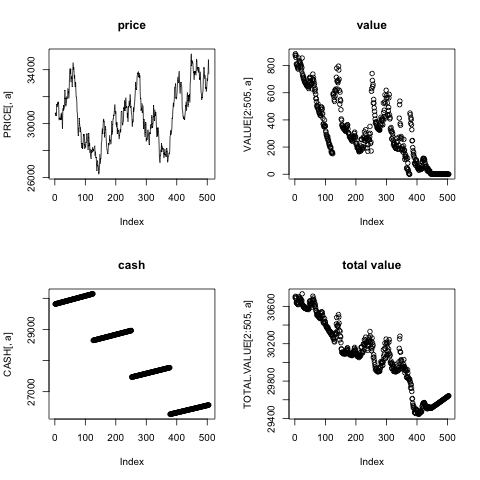 price
PRICE[, a]
26000 30000 34000
0 100 200 300 400 500
Index
value
VALUE[2:505, a]
0 200 400 600 800
0 100 200 300 400 500
Index
cash
CASH[, a]
27000 29000
0 100 200 300 400 500
Index
total value
TOTAL.VALUE[2:505, a]
29400 29800 30200 30600
0 100 200 300 400 500
Index